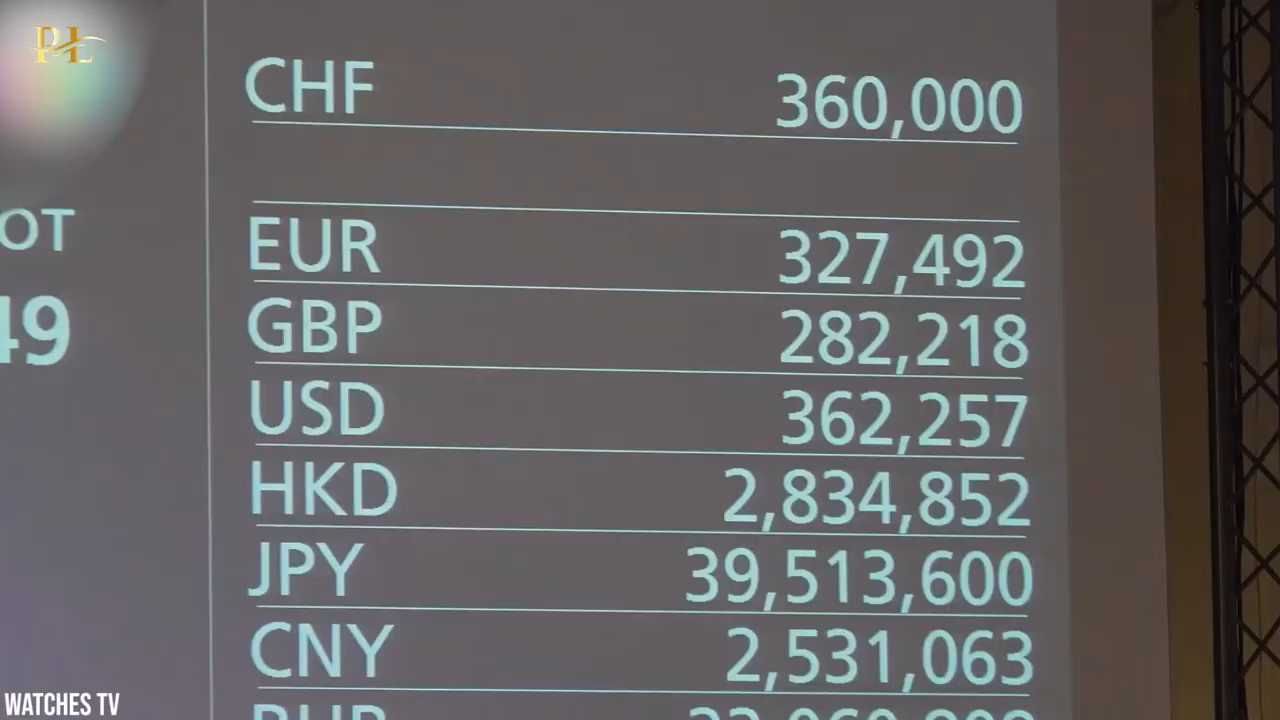 PL
CHF 360,000
OT
49
EUR 327,492
GBP 282,218
USD 362,257
HKD 2,834,852
JPY 39,513,600
CNY 2,531,063
WATCHES TV